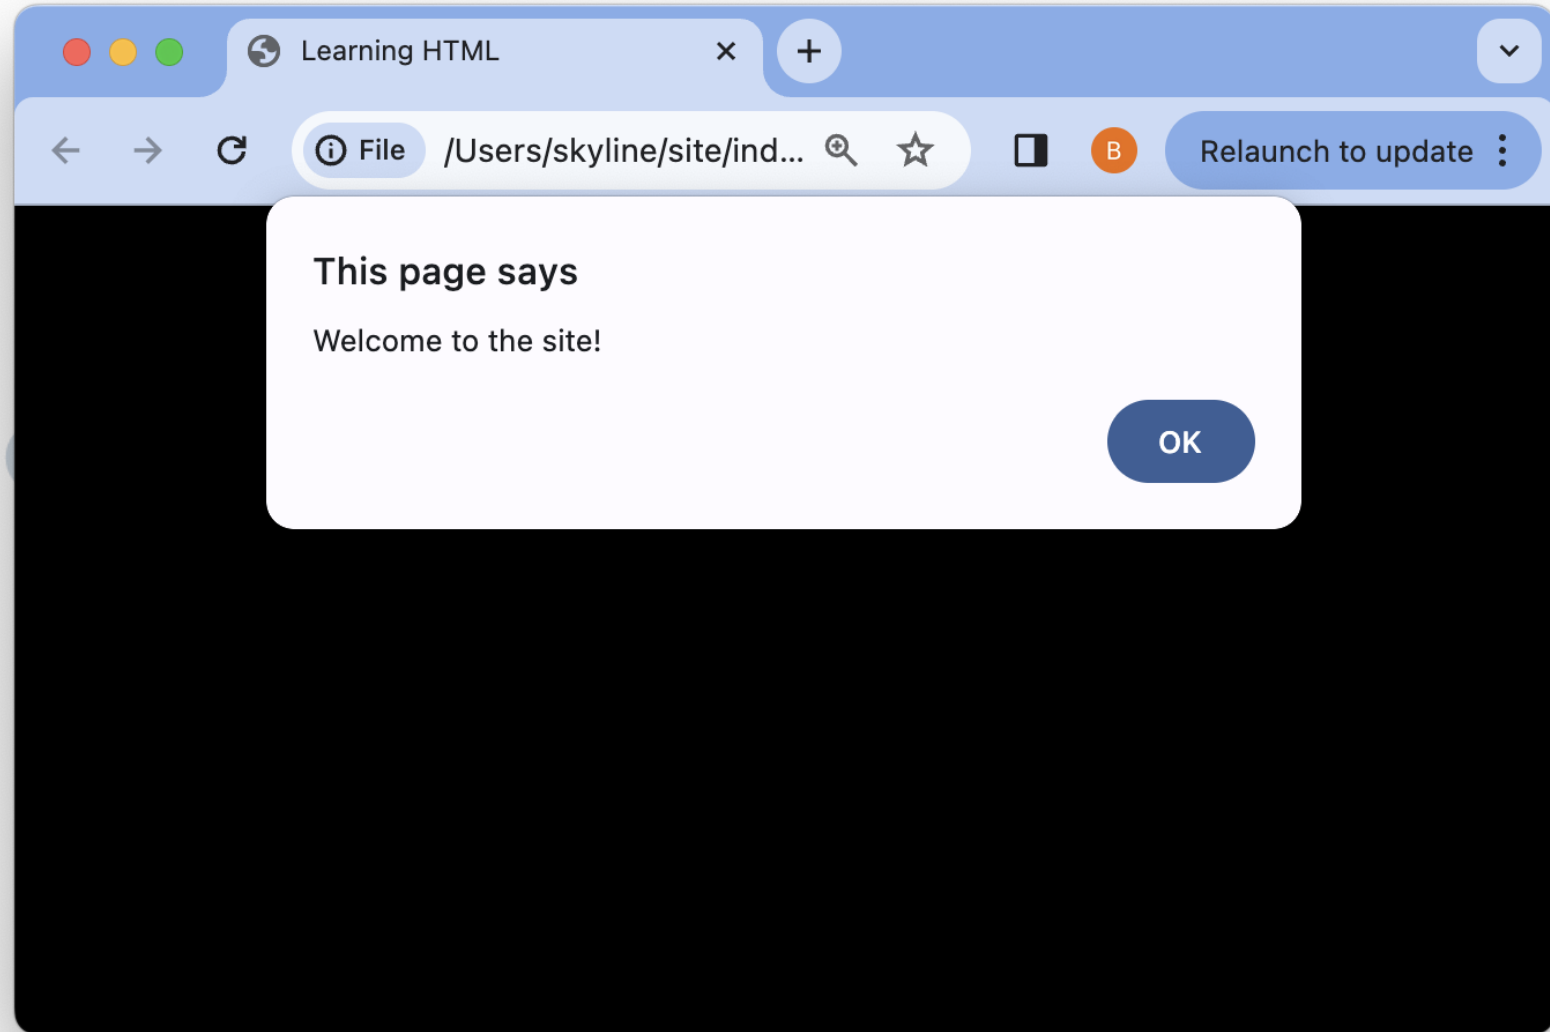 Learning HTML
File /Users/skyline/site/ind... B Relaunch to update
This page says
Welcome to the site!
OK